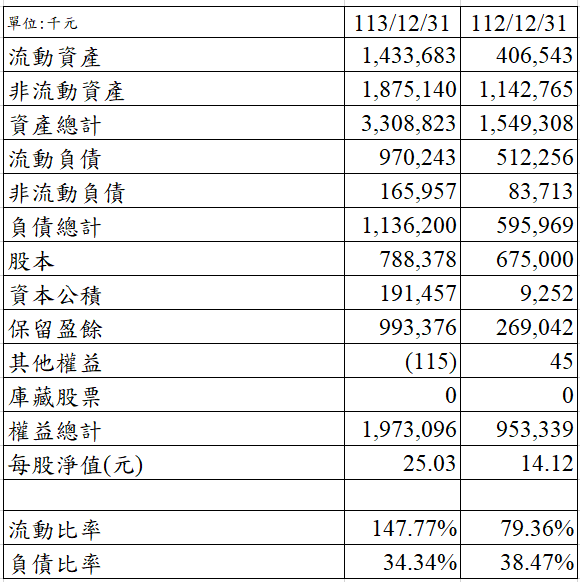 單位:千元 113/12/31 112/12/31
流動資產 1,433,683 406,543
非流動資產 1,875,140 1,142,765
資產總計 3,308,823 1,549,308
流動負債 970,243 512,256
非流動負債 165,957 83,713
負債總計 1,136,200 595,969
股本 788,378 675,000
資本公積 191,457 9,252
保留盈餘 993,376 269,042
其他權益 (115) 45
庫藏股票 0 0
權益總計 1,973,096 953,339
每股淨值(元) 25.03 14.12
流動比率 147.77% 79.36%
負債比率 34.34% 38.47%